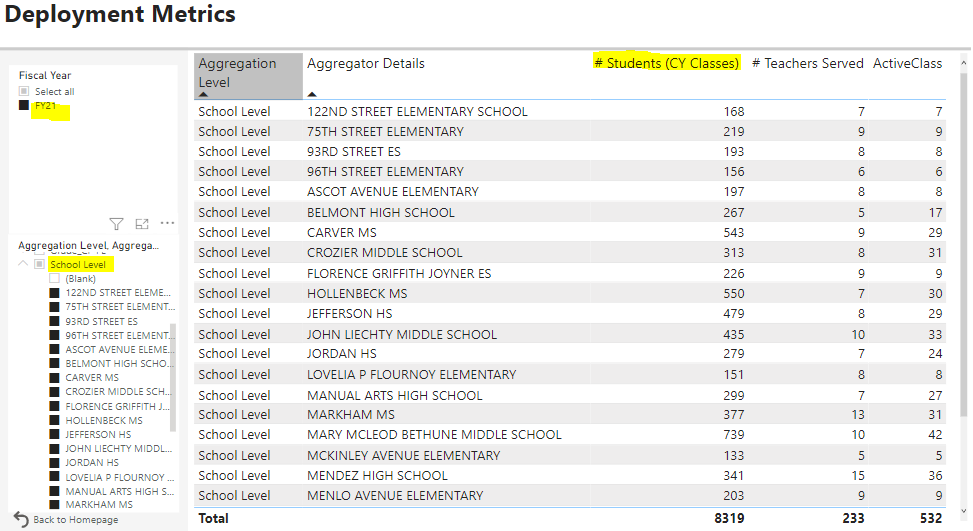 Deployment Metrics
Fiscal Year
Select all
FY21
Aggregation Level, Aggrega...
School Level
(Blank)
122ND STREET ELEME...
75TH STREET ELEMENT...
93RD STREET ES
96TH STREET ELEMENT...
ASCOT AVENUE ELEME...
BELMONT HIGH SCHO...
CARVER MS
CROZIER MIDDLE SCH...
FLORENCE GRIFFITH J...
HOLLENBECK MS
JEFFERSON HS
JOHN LIECHTY MIDDL...
JORDAN HS
LOVELIA P FLOURNOY ...
MANUAL ARTS HIGH S...
MARKHAM MS
Back to Homepage
Aggregation Level Aggregator Details # Students (CY Classes) # Teachers Served ActiveClass
School Level 122ND STREET ELEMENTARY SCHOOL 168 7 7
School Level 75TH STREET ELEMENTARY 219 9 9
School Level 93RD STREET ES 193 8 8
School Level 96TH STREET ELEMENTARY 156 6 6
School Level ASCOT AVENUE ELEMENTARY 197 8 8
School Level BELMONT HIGH SCHOOL 267 5 17
School Level CARVER MS 543 9 29
School Level CROZIER MIDDLE SCHOOL 313 8 31
School Level FLORENCE GRIFFITH JOYNER ES 226 9 9
School Level HOLLENBECK MS 550 7 30
School Level JEFFERSON HS 479 8 29
School Level JOHN LIECHTY MIDDLE SCHOOL 435 10 33
School Level JORDAN HS 279 7 24
School Level LOVELIA P FLOURNOY ELEMENTARY 151 8 8
School Level MANUAL ARTS HIGH SCHOOL 299 7 27
School Level MARKHAM MS 377 13 31
School Level MARY MCLEOD BETHUNE MIDDLE SCHOOL 739 10 42
School Level MCKINLEY AVENUE ELEMENTARY 133 5 5
School Level MENDEZ HIGH SCHOOL 341 15 36
School Level MENLO AVENUE ELEMENTARY 203 9 9
Total 8319 233 532